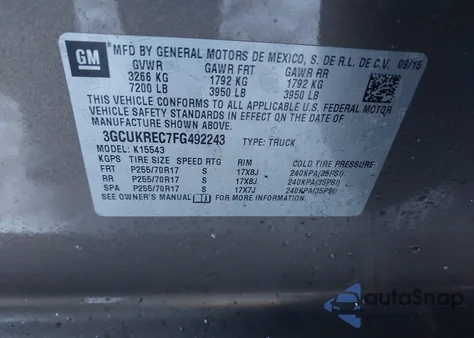 GM MFD BY GENERAL MOTORS DE MEXICO, S. DE R.L. DE C.V. 09/15
GVWR GAWR FRT GAWR RR
3266 KG 1792 KG 1792 KG
7200 LB 3950 LB 3950 LB
THIS VEHICLE CONFORMS TO ALL APPLICABLE U.S. FEDERAL MOTOR
VEHICLE SAFETY STANDARDS IN EFFECT ON THE DATE OF
MANUFACTURE SHOWN ABOVE.
3GCUKREC7FG492243 TYPE: TRUCK
MODEL: K15543
KGPS TIRE SIZE SPEED RTG RIM COLD TIRE PRESSURE
FRT P255/70R17 S 17X8J 240KPA(35PSI)
RR P255/70R17 S 17X8J 240KPA(35PSI)
SPA P255/70R17 S 17X7J 240KPA(35PSI)
SEE OWNER'S MANUAL FOR MORE INFORMATION.
autoSnap